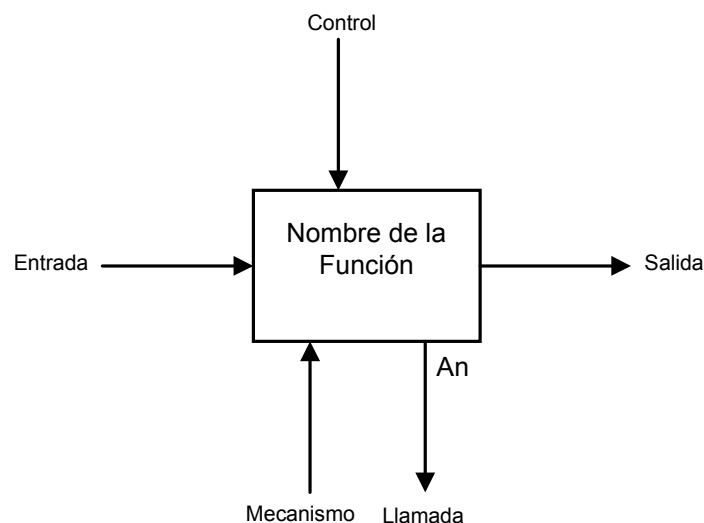 Control
Nombre de la
Función
Entrada
Salida
An
Mecanismo
Llamada